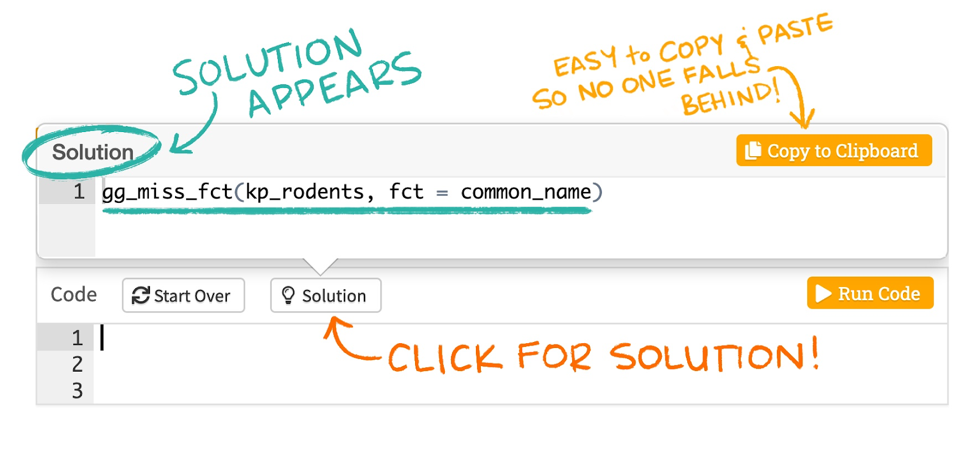 SOLUTION
APPEARS
EASY to COPY & PASTE
SO NO ONE FALLS
BEHIND!
Solution
Copy to Clipboard
1 gg_miss_fct(kp_rodents, fct = common_name)
Code
Start Over
Solution
Run Code
1
2
3
CLICK FOR SOLUTION!